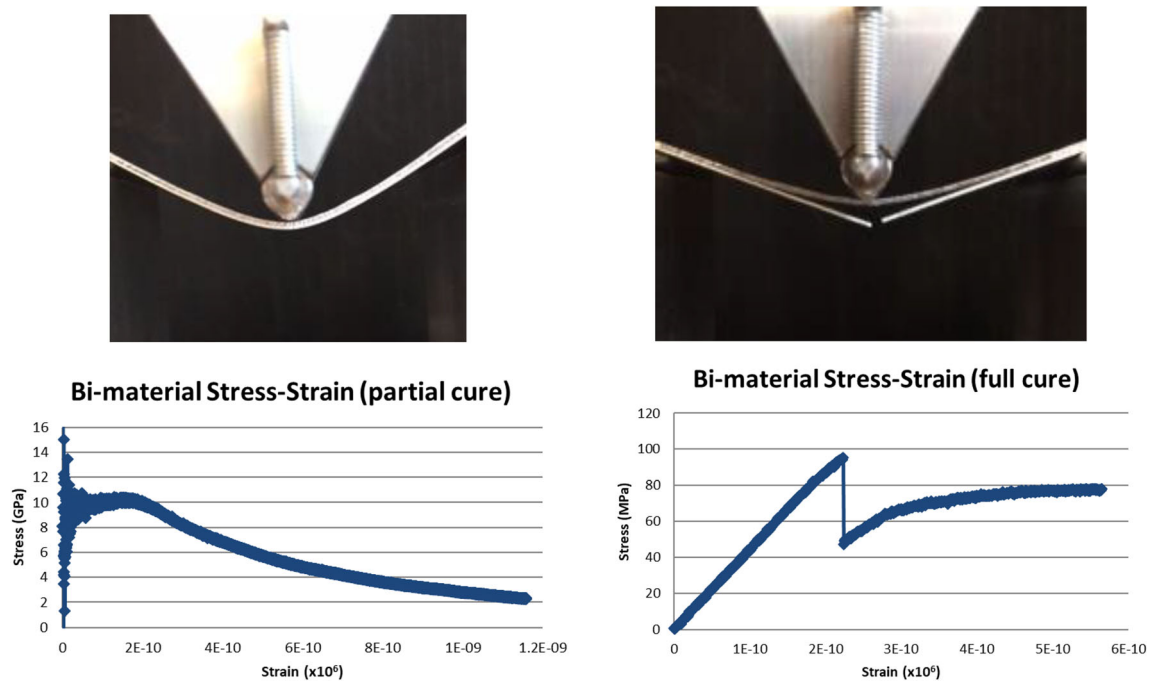 Bi-material Stress-Strain (partial cure)
16
14
12
10
8
6
4
2
0
Stress (GPa)
0 2E-10 4E-10 6E-10 8E-10 1E-09 1.2E-09
Strain (x10⁶)
Bi-material Stress-Strain (full cure)
120
100
80
60
40
20
0
Stress (MPa)
0 1E-10 2E-10 3E-10 4E-10 5E-10 6E-10
Strain (x10⁶)